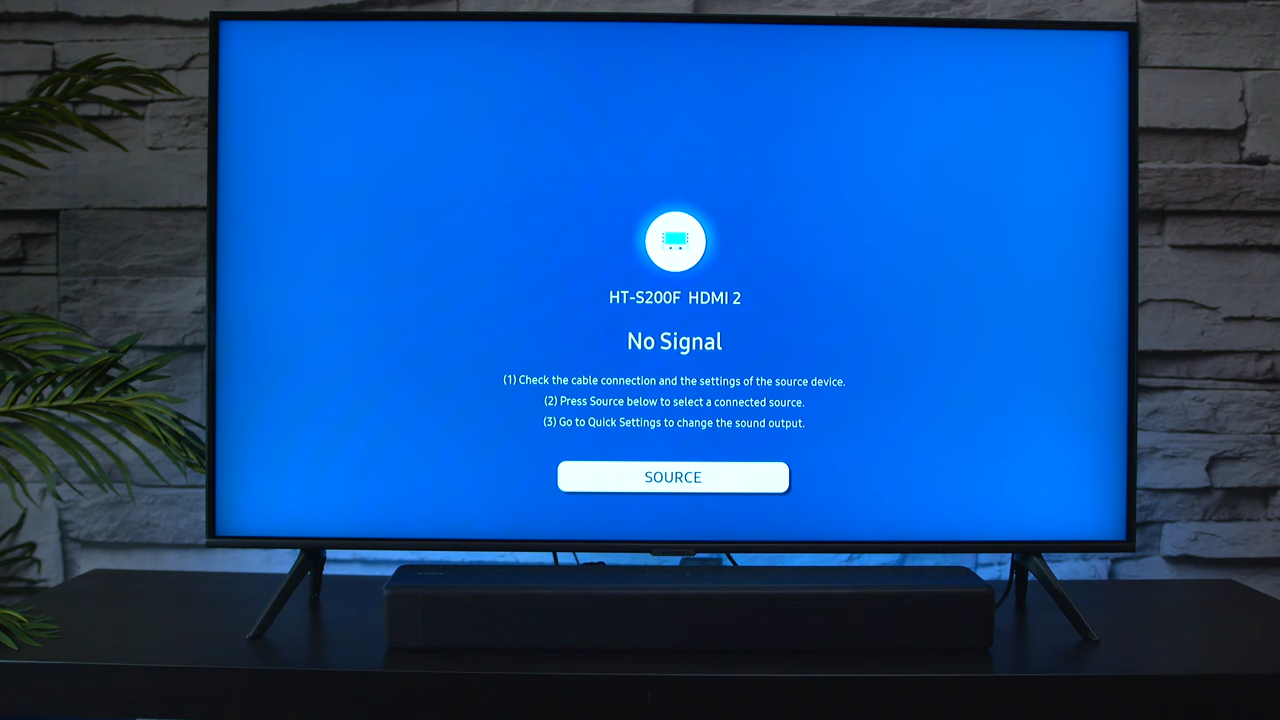 HT-S200F HDMI 2
No Signal
(1) Check the cable connection and the settings of the source device.
(2) Press Source below to select a connected source.
(3) Go to Quick Settings to change the sound output.
SOURCE